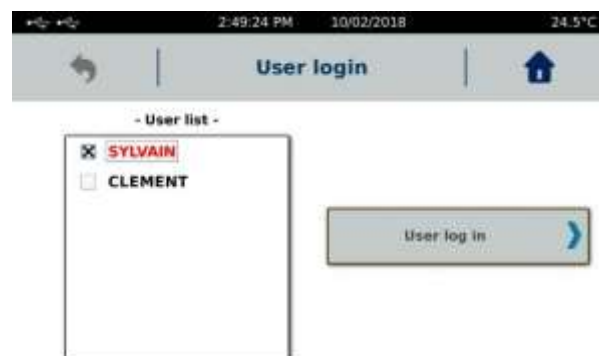 2:49:24 PM 10/02/2018 24.5°C
User login
- User list -
SYLVAIN
CLEMENT
User log in